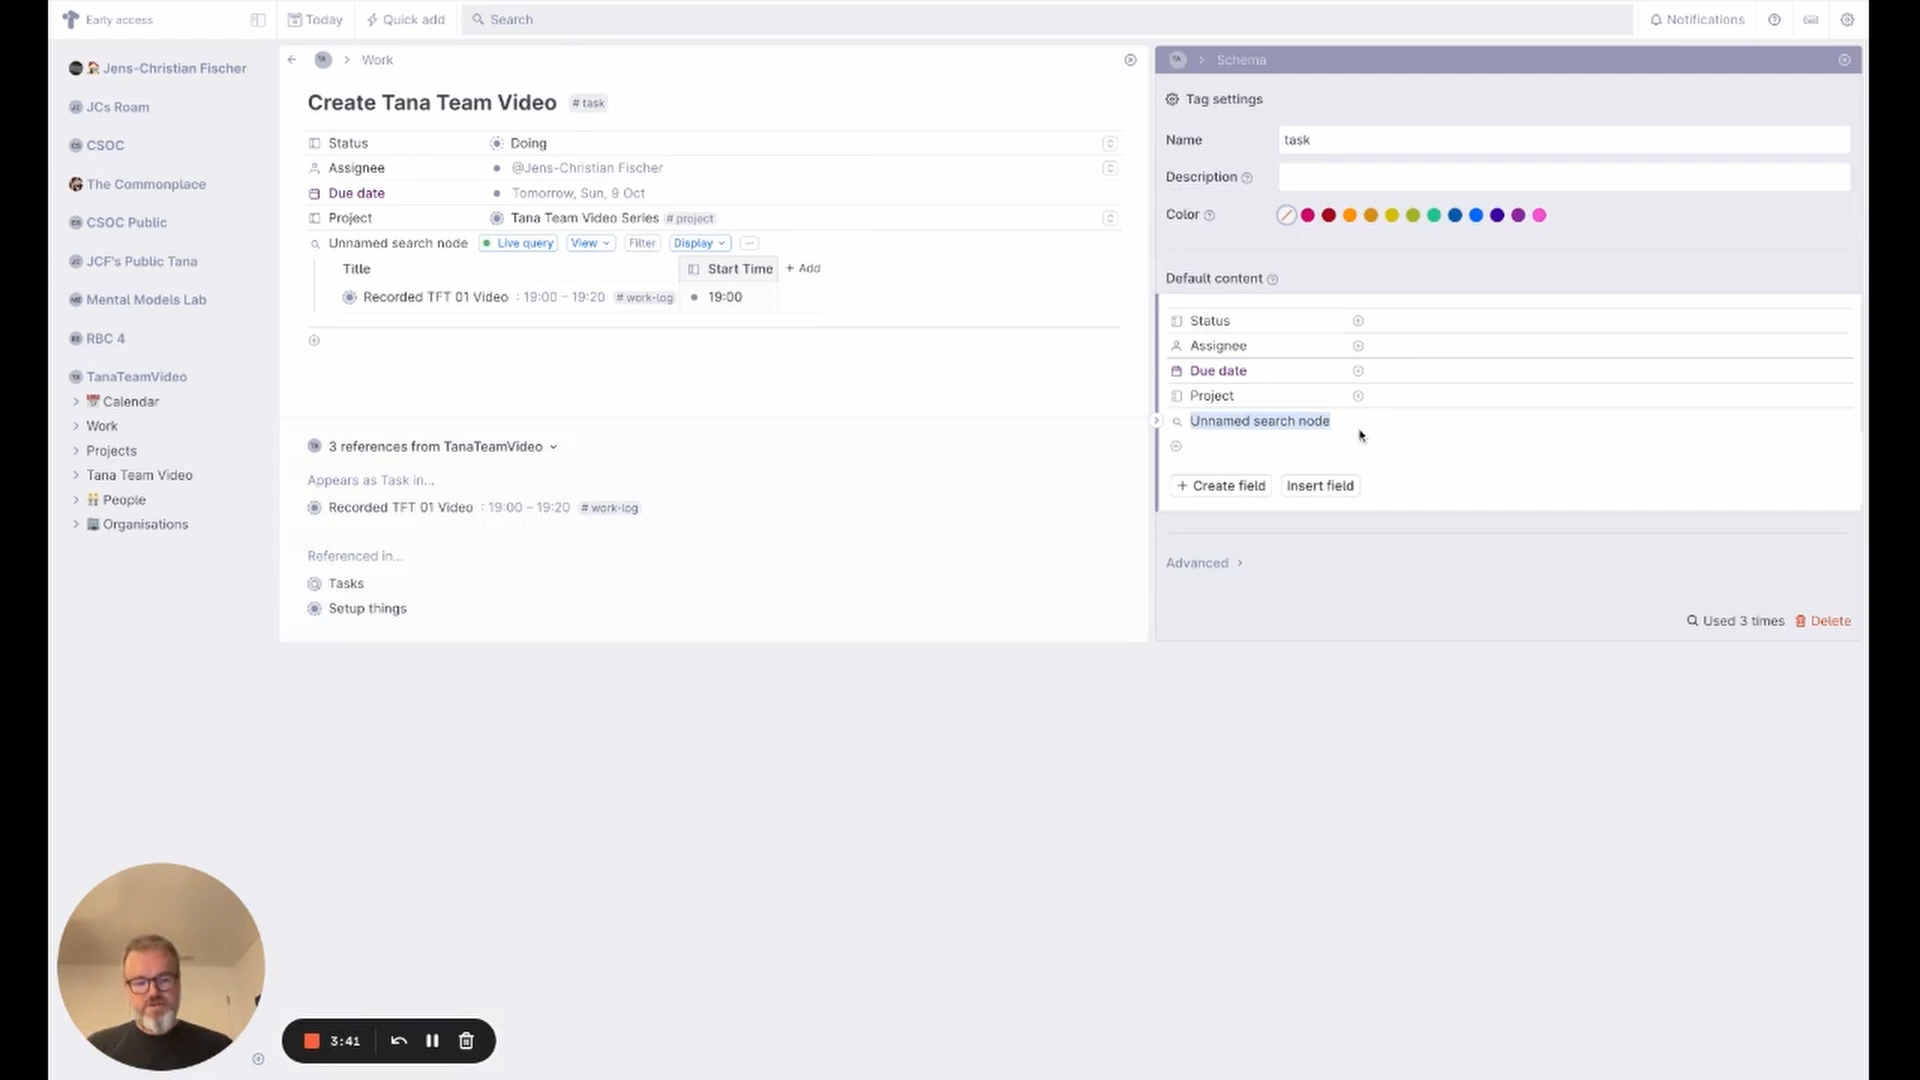 Early access
Today
Quick add
Search
Notifications
Jens-Christian Fischer
JCs Roam
CSOC
The Commonplace
CSOC Public
JCF's Public Tana
Mental Models Lab
RBC 4
TanaTeamVideo
Calendar
Work
Projects
Tana Team Video
People
Organisations
Work
Create Tana Team Video # task
Status Doing
Assignee @Jens-Christian Fischer
Due date Tomorrow, Sun, 9 Oct
Project Tana Team Video Series # project
Unnamed search node Live query View Filter Display
Title Start Time + Add
Recorded TFT 01 Video : 19:00 – 19:20 # work-log 19:00
3 references from TanaTeamVideo
Appears as Task in...
Recorded TFT 01 Video : 19:00 – 19:20 # work-log
Referenced in...
Tasks
Setup things
Schema
Tag settings
Name task
Description
Color
Default content
Status
Assignee
Due date
Project
Unnamed search node
+ Create field Insert field
Advanced
Used 3 times Delete
3:41